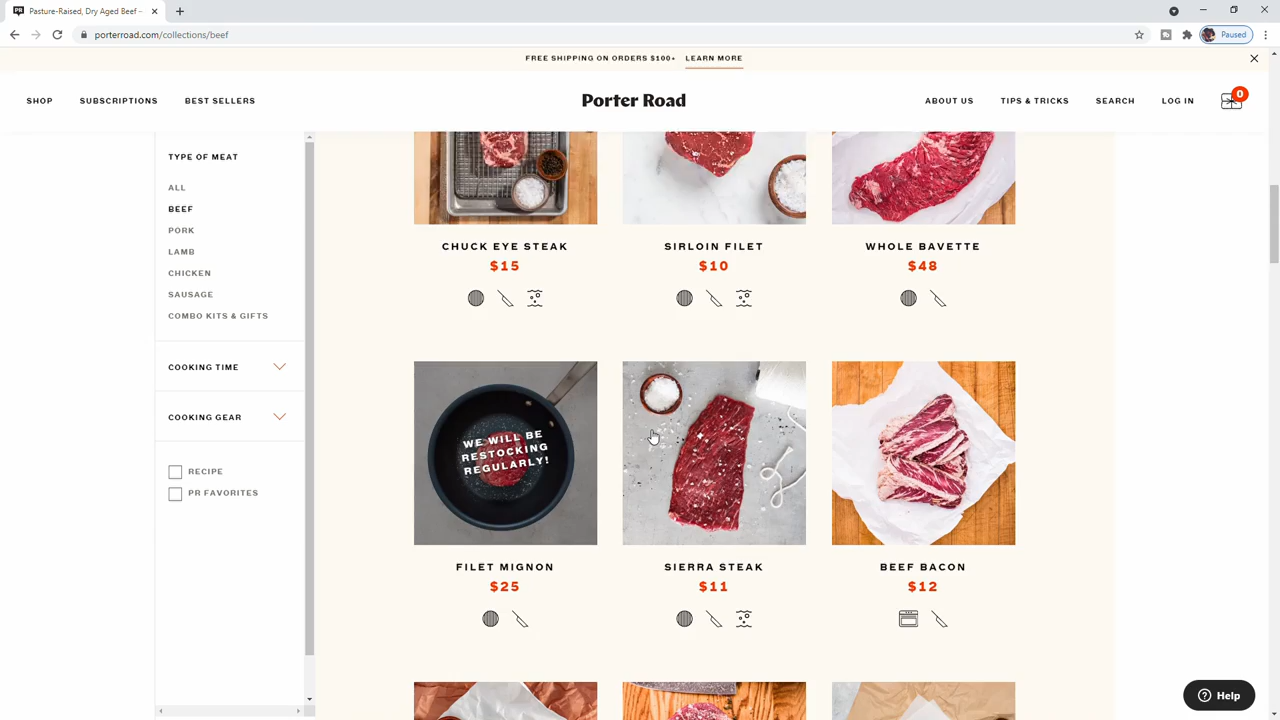 PR Pasture-Raised, Dry Aged Beef –
porterroad.com/collections/beef
Paused
FREE SHIPPING ON ORDERS $100+ LEARN MORE
SHOP SUBSCRIPTIONS BEST SELLERS Porter Road ABOUT US TIPS & TRICKS SEARCH LOG IN 0
TYPE OF MEAT
ALL
BEEF
PORK
LAMB
CHICKEN
SAUSAGE
COMBO KITS & GIFTS
COOKING TIME
COOKING GEAR
RECIPE
PR FAVORITES
CHUCK EYE STEAK SIRLOIN FILET WHOLE BAVETTE
$15 $10 $48
WE WILL BE
RESTOCKING
REGULARLY!
FILET MIGNON SIERRA STEAK BEEF BACON
$25 $11 $12
Help